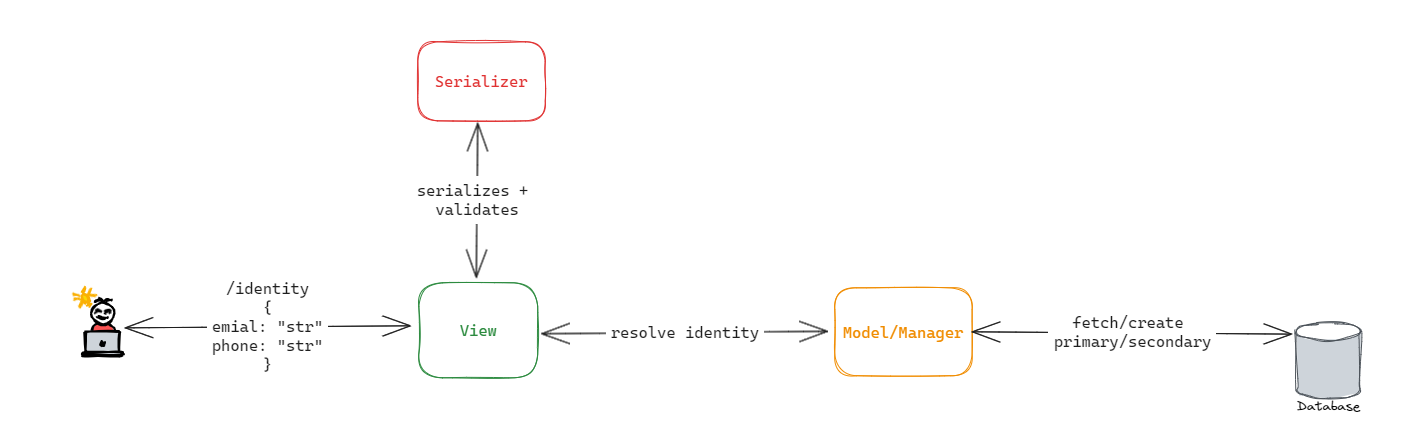 Serializer
serializes +
validates
/identity
{
emial: "str"
phone: "str"
}
View
resolve identity
Model/Manager
fetch/create
primary/secondary
Database